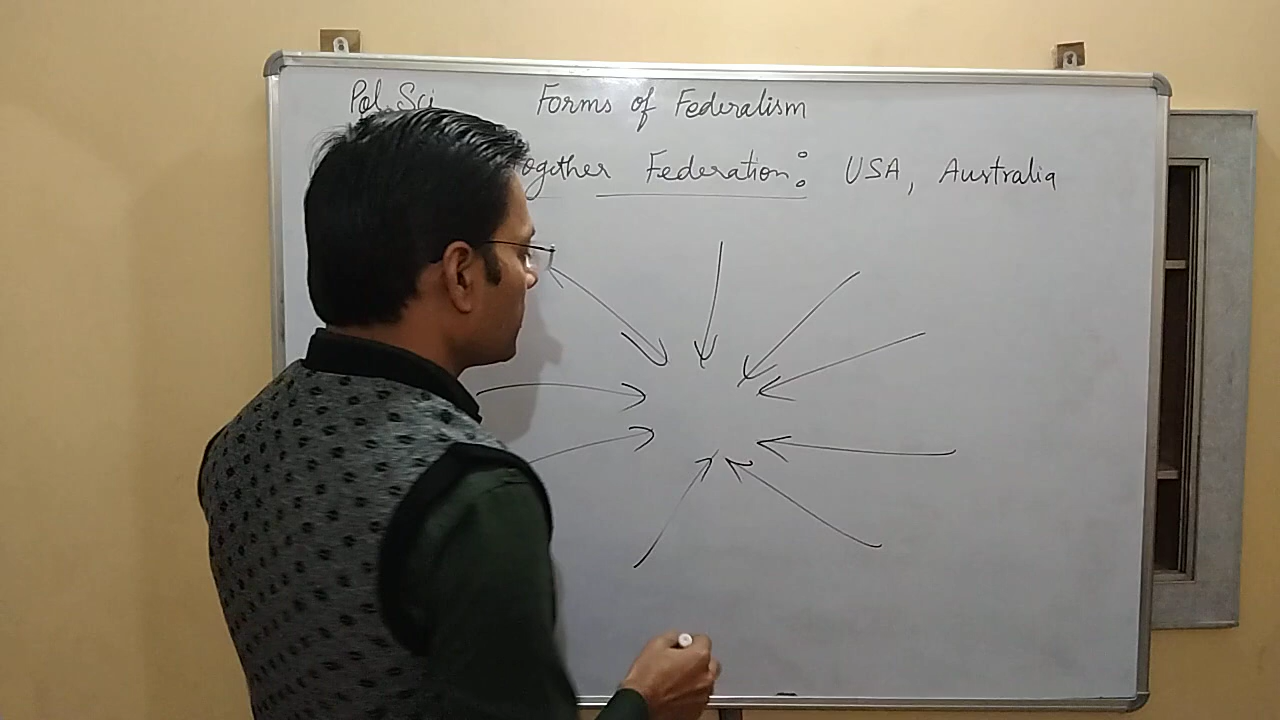 Pol. Sci Forms of Federalism
ogether Federation: USA, Australia